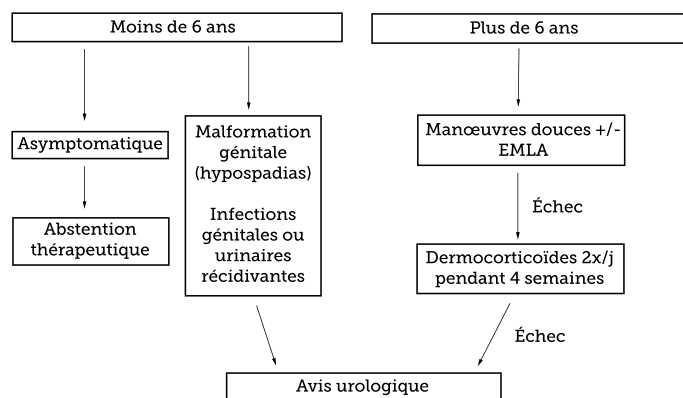 Moins de 6 ans
Plus de 6 ans
Asymptomatique
Abstention
thérapeutique
Malformation
génitale
(hypospadias)
Infections
génitales ou
urinaires
récidivantes
Manœuvres douces +/-
EMLA
Échec
Dermocorticoïdes 2x/j
pendant 4 semaines
Échec
Avis urologique